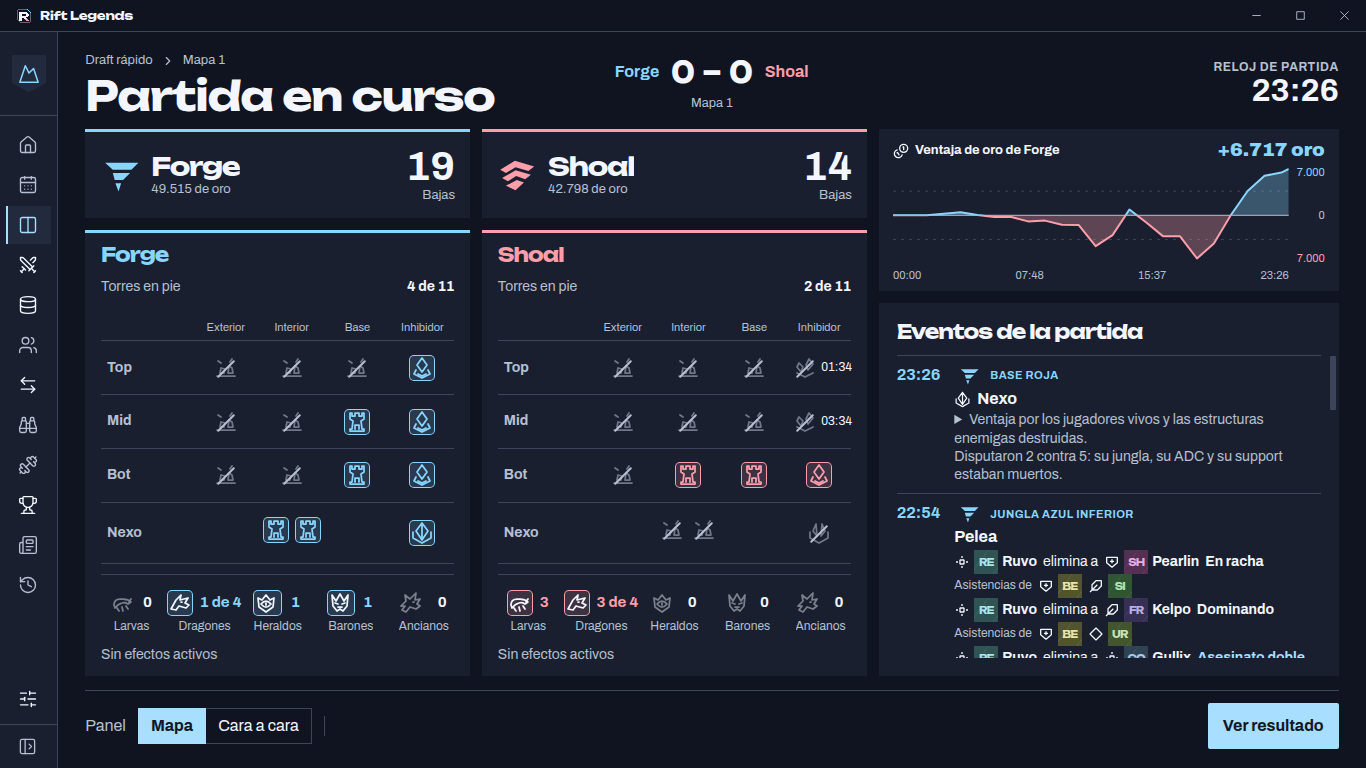 Rift Legends
Draft rápido > Mapa 1
Partida en curso
Forge 0 – 0 Shoal
Mapa 1
RELOJ DE PARTIDA
23:26
Forge
49.515 de oro
19
Bajas
Shoal
42.798 de oro
14
Bajas
Ventaja de oro de Forge
+6.717 oro
7.000
0
7.000
00:00 07:48 15:37 23:26
Forge
Torres en pie 4 de 11
Exterior Interior Base Inhibidor
Top
Mid
Bot
Nexo
0 1 de 4 1 1 0
Larvas Dragones Heraldos Barones Ancianos
Sin efectos activos
Shoal
Torres en pie 2 de 11
Exterior Interior Base Inhibidor
Top 01:34
Mid 03:34
Bot
Nexo
3 3 de 4 0 0 0
Larvas Dragones Heraldos Barones Ancianos
Sin efectos activos
Eventos de la partida
23:26 BASE ROJA
Nexo
Ventaja por los jugadores vivos y las estructuras
enemigas destruidas.
Disputaron 2 contra 5: su jungla, su ADC y su support
estaban muertos.
22:54 JUNGLA AZUL INFERIOR
Pelea
RE Ruvo elimina a SH Pearlin En racha
Asistencias de BE SI
RE Ruvo elimina a FR Kelpo Dominando
Asistencias de BE UR
RE Ruvo elimina a CO Gullix Asesinato doble
Panel Mapa Cara a cara
Ver resultado